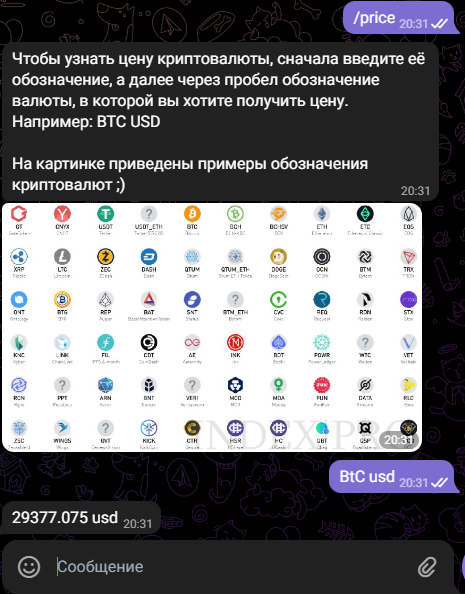 /price 20:31
Чтобы узнать цену криптовалюты, сначала введите её
обозначение, а далее через пробел обозначение
валюты, в которой вы хотите получить цену.
Например: BTC USD
На картинке приведены примеры обозначения
криптовалют ;)
20:31
GT CNYX USDT USDT_ETH BTC BCH BCHSV ETH ETC EOS
XRP LTC ZEC DASH QTUM QTUM_ETH DOGE OGN BTM TRX
ONT BTG REP BAT SNT BTM_ETH CVC REQ RDN STX
KNC LINK FIL CDT AE INK BOT POWR WTC VET
RCN PPT ARN BNT VERI MCO MDA FUN DATA RLC
ZSC WINGS GVT KICK CTR HSR HC QBT QSP
20:31
BtC usd 20:31
29377.075 usd 20:31
Сообщение